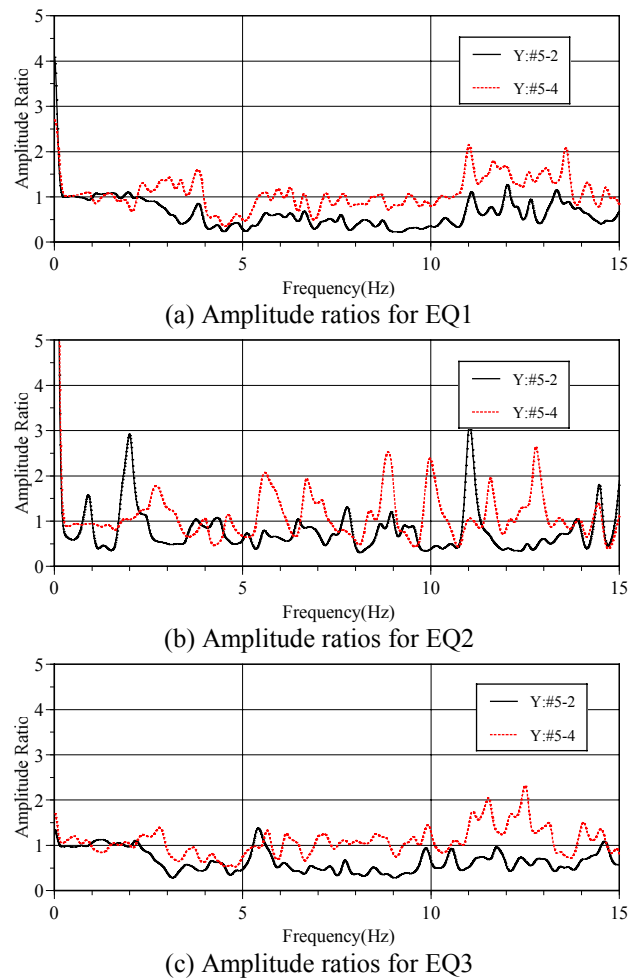 5
4
3
2
1
0
Amplitude Ratio
Y:#5-2
Y:#5-4
0 5 10 15
Frequency(Hz)
(a) Amplitude ratios for EQ1
5
4
3
2
1
0
Amplitude Ratio
Y:#5-2
Y:#5-4
0 5 10 15
Frequency(Hz)
(b) Amplitude ratios for EQ2
5
4
3
2
1
0
Amplitude Ratio
Y:#5-2
Y:#5-4
0 5 10 15
Frequency(Hz)
(c) Amplitude ratios for EQ3